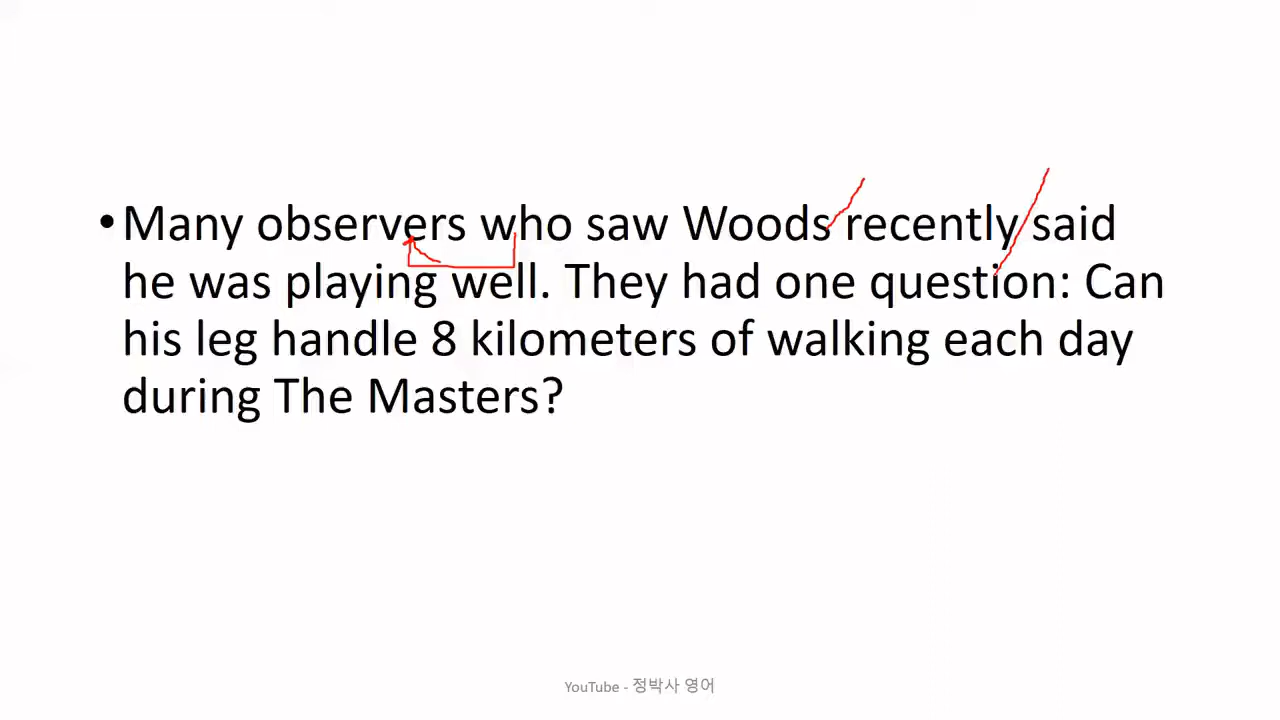 •Many observers who saw Woods recently said
he was playing well. They had one question: Can
his leg handle 8 kilometers of walking each day
during The Masters?
YouTube - 정박사 영어